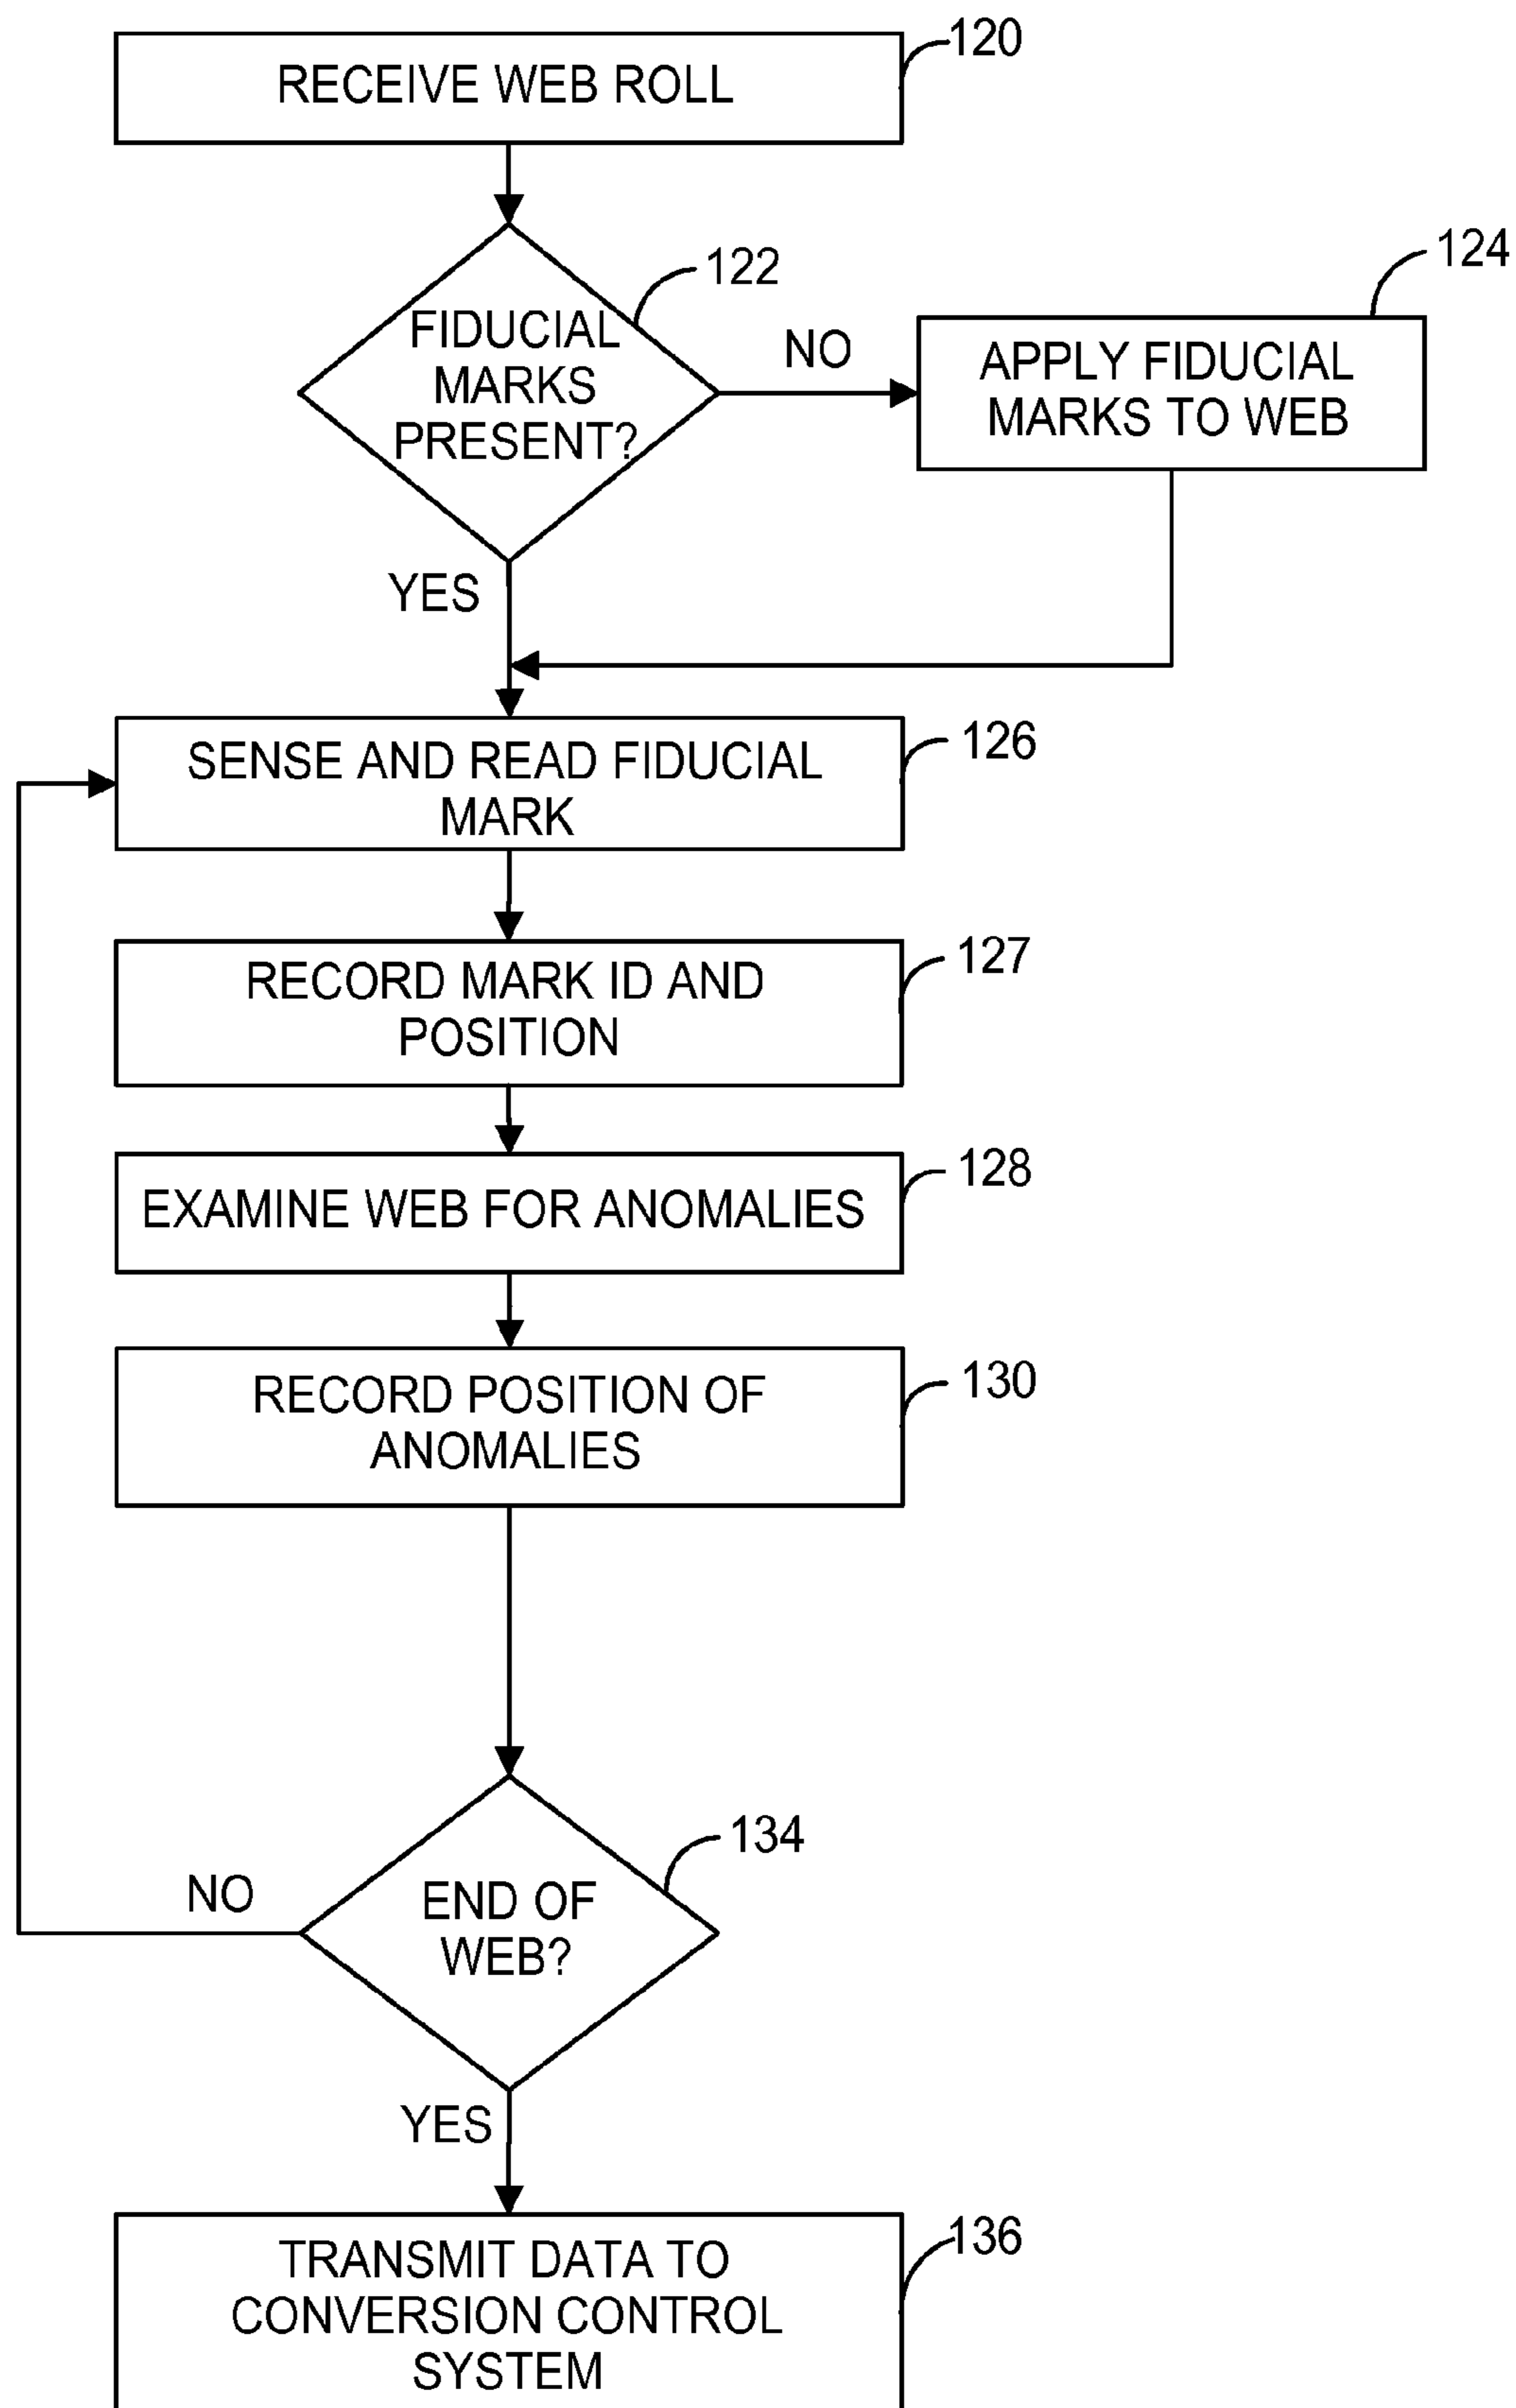 120
RECEIVE WEB ROLL
122
124
FIDUCIAL
MARKS
PRESENT?
NO
APPLY FIDUCIAL
MARKS TO WEB
YES
126
SENSE AND READ FIDUCIAL
MARK
127
RECORD MARK ID AND
POSITION
128
EXAMINE WEB FOR ANOMALIES
130
RECORD POSITION OF
ANOMALIES
134
NO
END OF
WEB?
YES
136
TRANSMIT DATA TO
CONVERSION CONTROL
SYSTEM